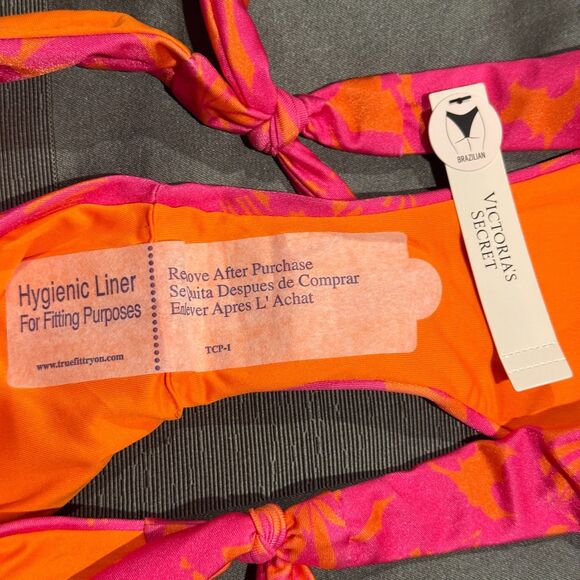 BRAZILIAN
VICTORIA'S
SECRET
Hygienic Liner
For Fitting Purposes
www.truefittryon.com
Remove After Purchase
Se Quita Despues de Comprar
Enlever Apres L' Achat
TCP-1